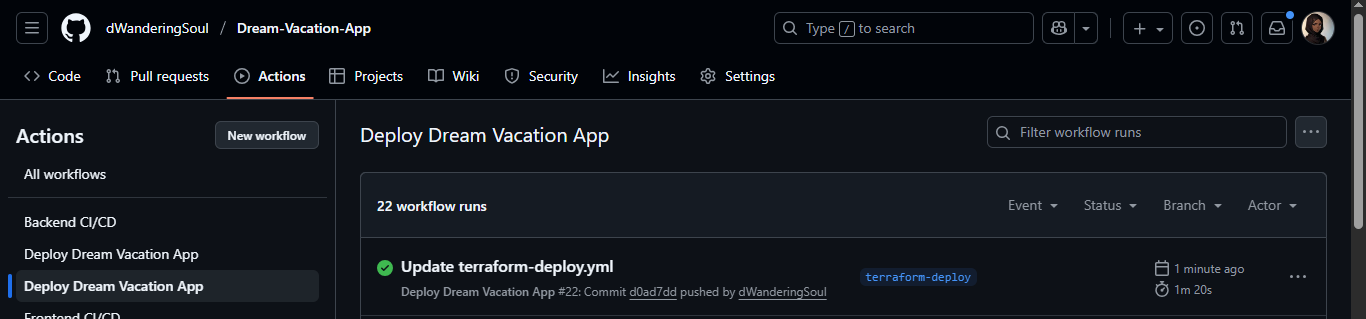 dWanderingSoul / Dream-Vacation-App
Type / to search
Code Pull requests Actions Projects Wiki Security Insights Settings
Actions
New workflow
All workflows
Backend CI/CD
Deploy Dream Vacation App
Deploy Dream Vacation App
Frontend CI/CD
Deploy Dream Vacation App
Filter workflow runs
22 workflow runs
Event Status Branch Actor
Update terraform-deploy.yml
Deploy Dream Vacation App #22: Commit d0ad7dd pushed by dWanderingSoul
terraform-deploy
1 minute ago
1m 20s